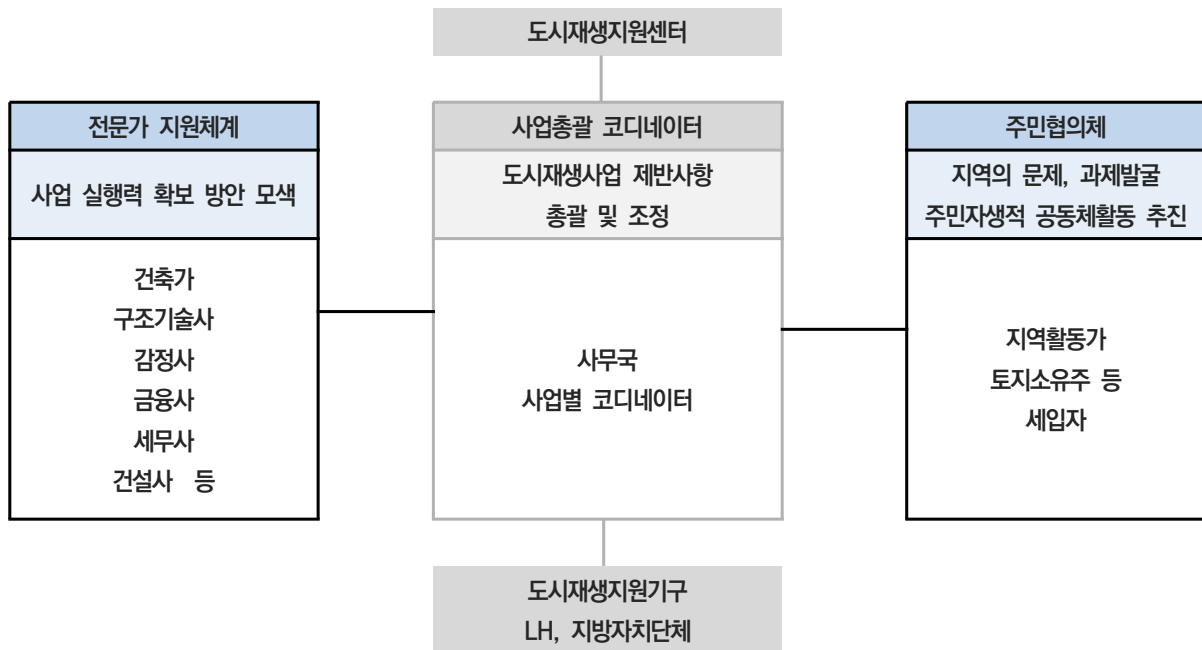 도시재생지원센터
전문가 지원체계
사업 실행력 확보 방안 모색
건축가
구조기술사
감정사
금융사
세무사
건설사 등
사업총괄 코디네이터
도시재생사업 제반사항
총괄 및 조정
사무국
사업별 코디네이터
주민협의체
지역의 문제, 과제발굴
주민자생적 공동체활동 추진
지역활동가
토지소유주 등
세입자
도시재생지원기구
LH, 지방자치단체